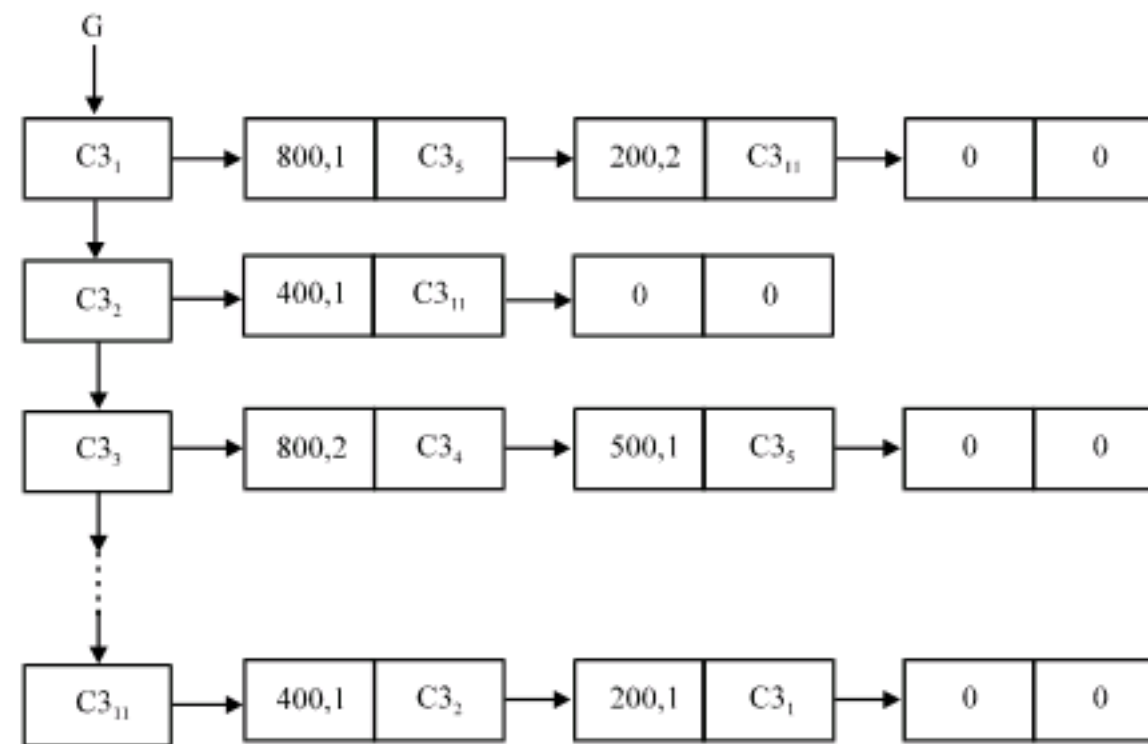 G
C3₁ 800,1 C3₅ 200,2 C3₁₁ 0 0
C3₂ 400,1 C3₁₁ 0 0
C3₃ 800,2 C3₄ 500,1 C3₅ 0 0
C3₁₁ 400,1 C3₂ 200,1 C3₁ 0 0